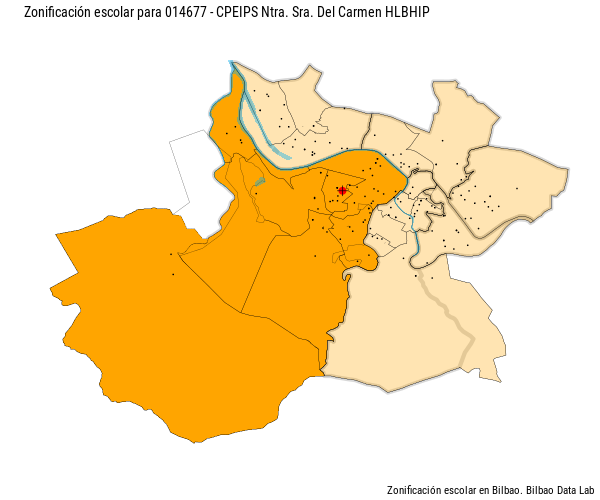 Zonificación escolar para 014677 - CPEIPS Ntra. Sra. Del Carmen HLBHIP
Zonificación escolar en Bilbao. Bilbao Data Lab